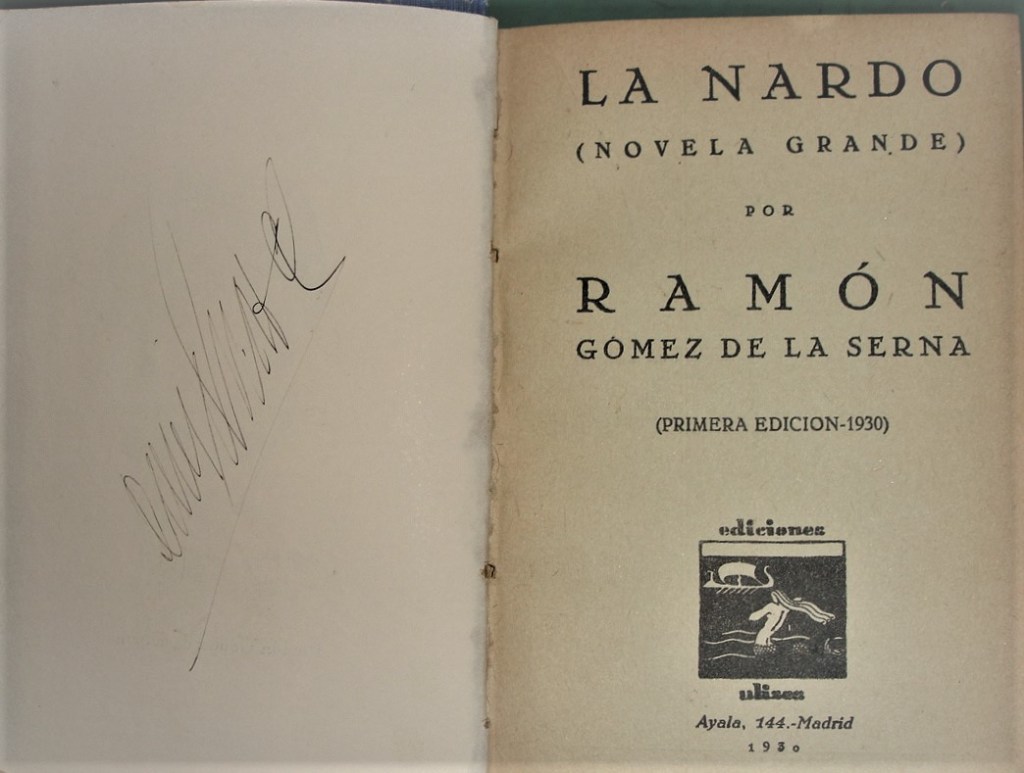 LA NARDO
(NOVELA GRANDE)
POR
RAMÓN
GÓMEZ DE LA SERNA
(PRIMERA EDICION-1930)
ediciones
ulises
Ayala, 144.-Madrid
1930